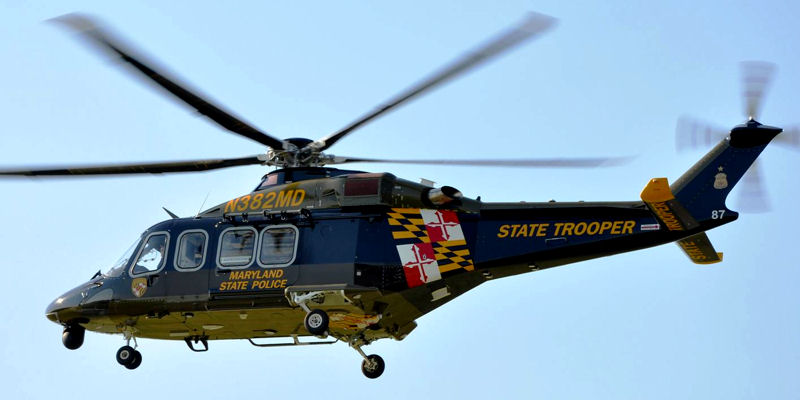 N382MD
STATE TROOPER
MARYLAND
STATE POLICE
87